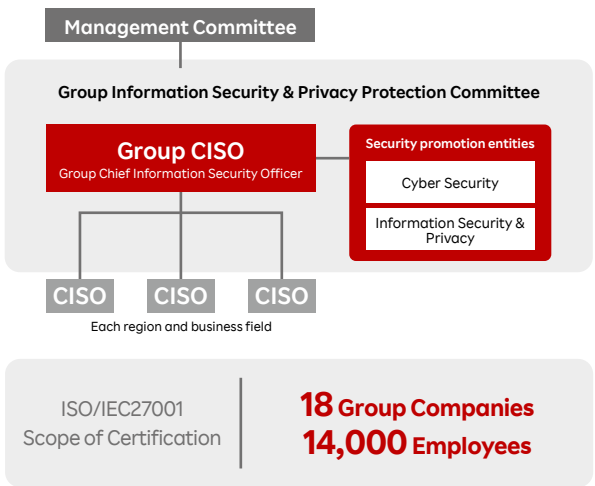 Management Committee
Group Information Security & Privacy Protection Committee
Group CISO
Group Chief Information Security Officer
Security promotion entities
Cyber Security
Information Security &
Privacy
CISO
CISO
CISO
Each region and business field
ISO/IEC27001
Scope of Certification
18 Group Companies
14,000 Employees